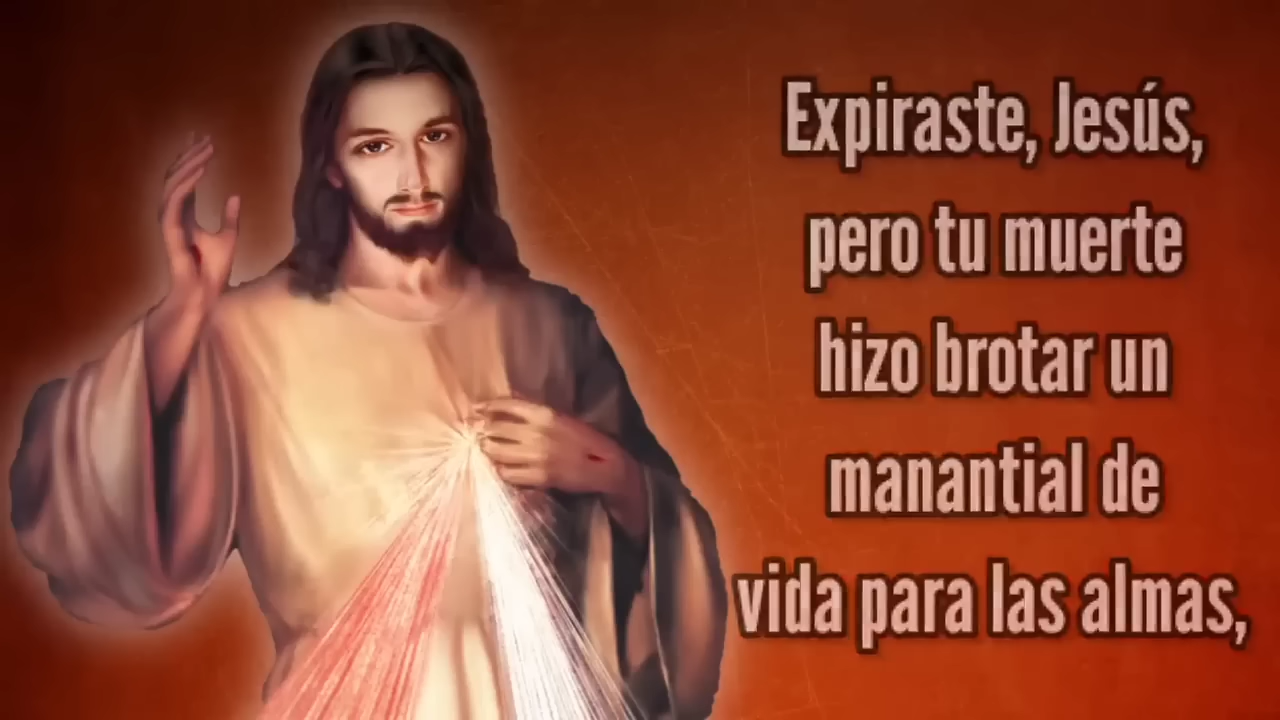 Expiraste, Jesús,
pero tu muerte
hizo brotar un
manantial de
vida para las almas,